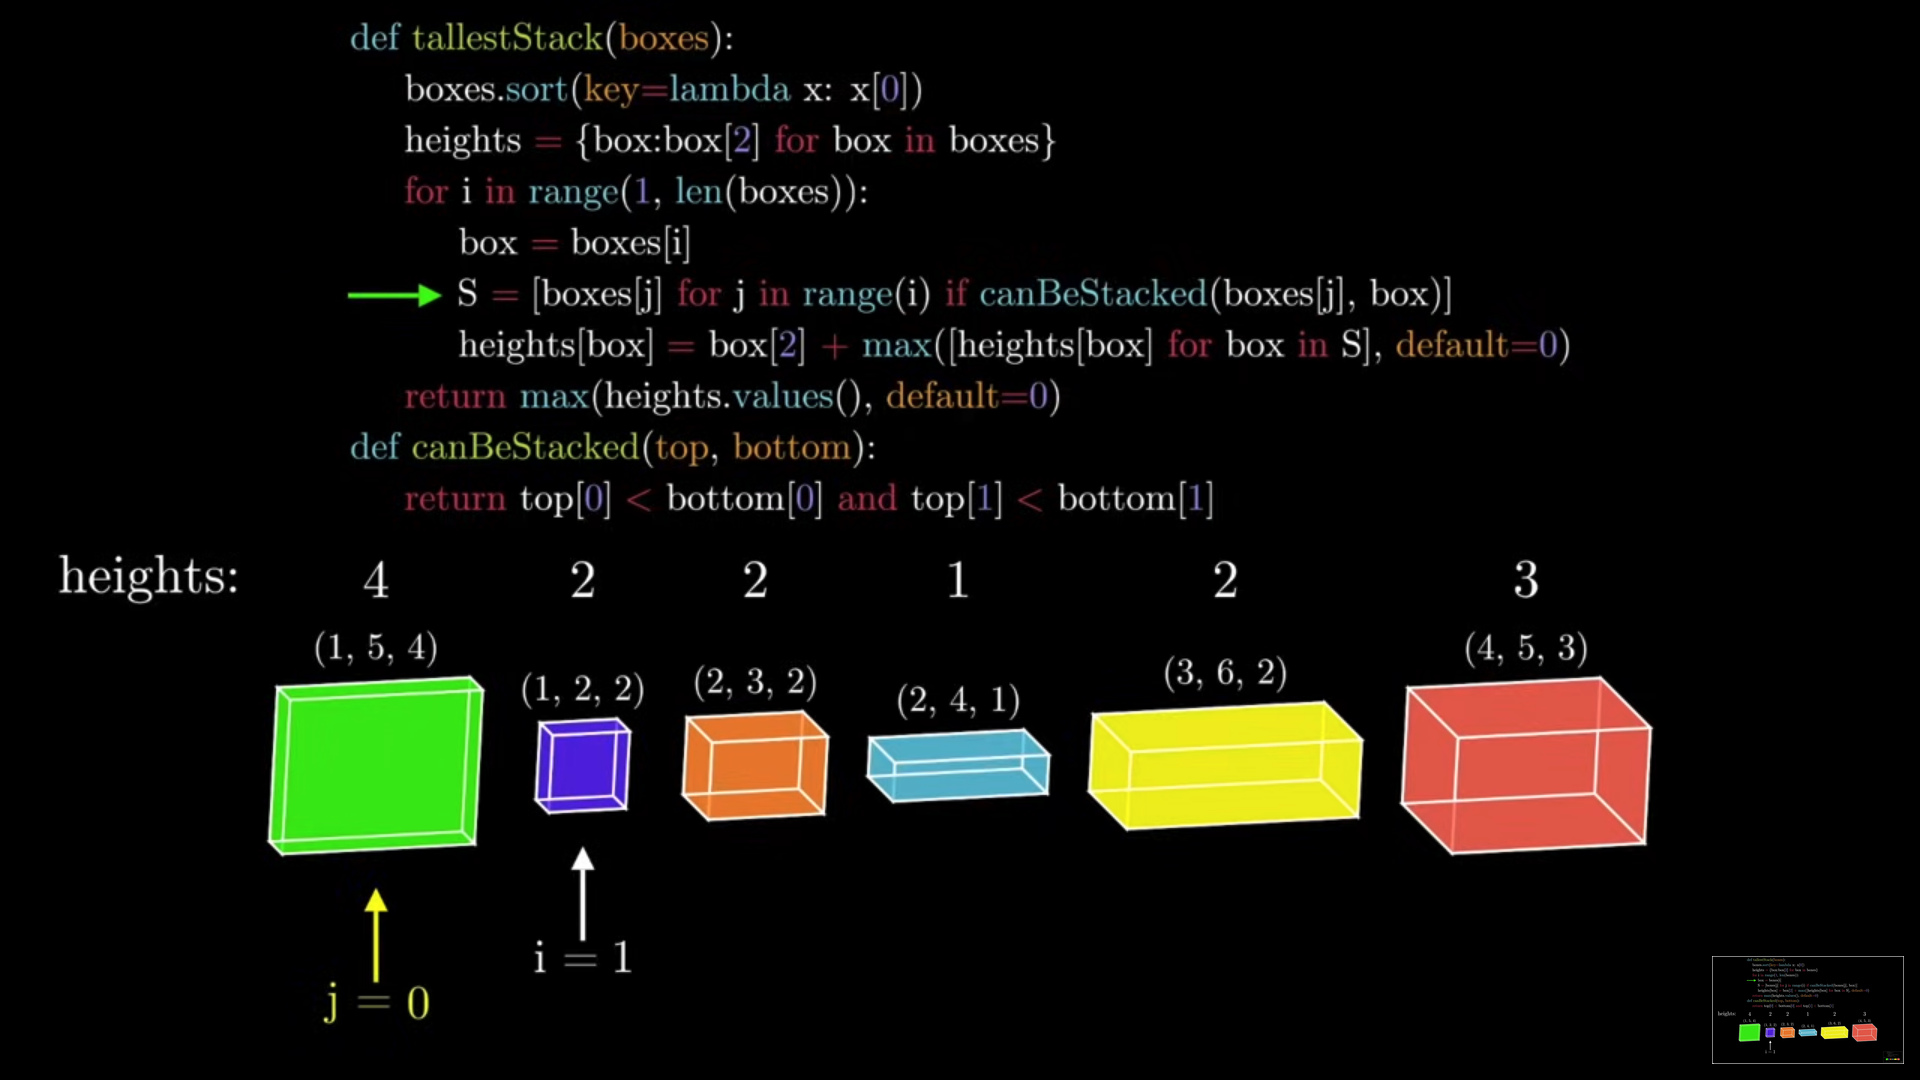 def tallestStack(boxes):
boxes.sort(key=lambda x: x[0])
heights = {box:box[2] for box in boxes}
for i in range(1, len(boxes)):
box = boxes[i]
S = [boxes[j] for j in range(i) if canBeStacked(boxes[j], box)]
heights[box] = box[2] + max([heights[box] for box in S], default=0)
return max(heights.values(), default=0)
def canBeStacked(top, bottom):
return top[0] < bottom[0] and top[1] < bottom[1]
heights: 4 2 2 1 2 3
(1, 5, 4) (1, 2, 2) (2, 3, 2) (2, 4, 1) (3, 6, 2) (4, 5, 3)
i = 1
j = 0